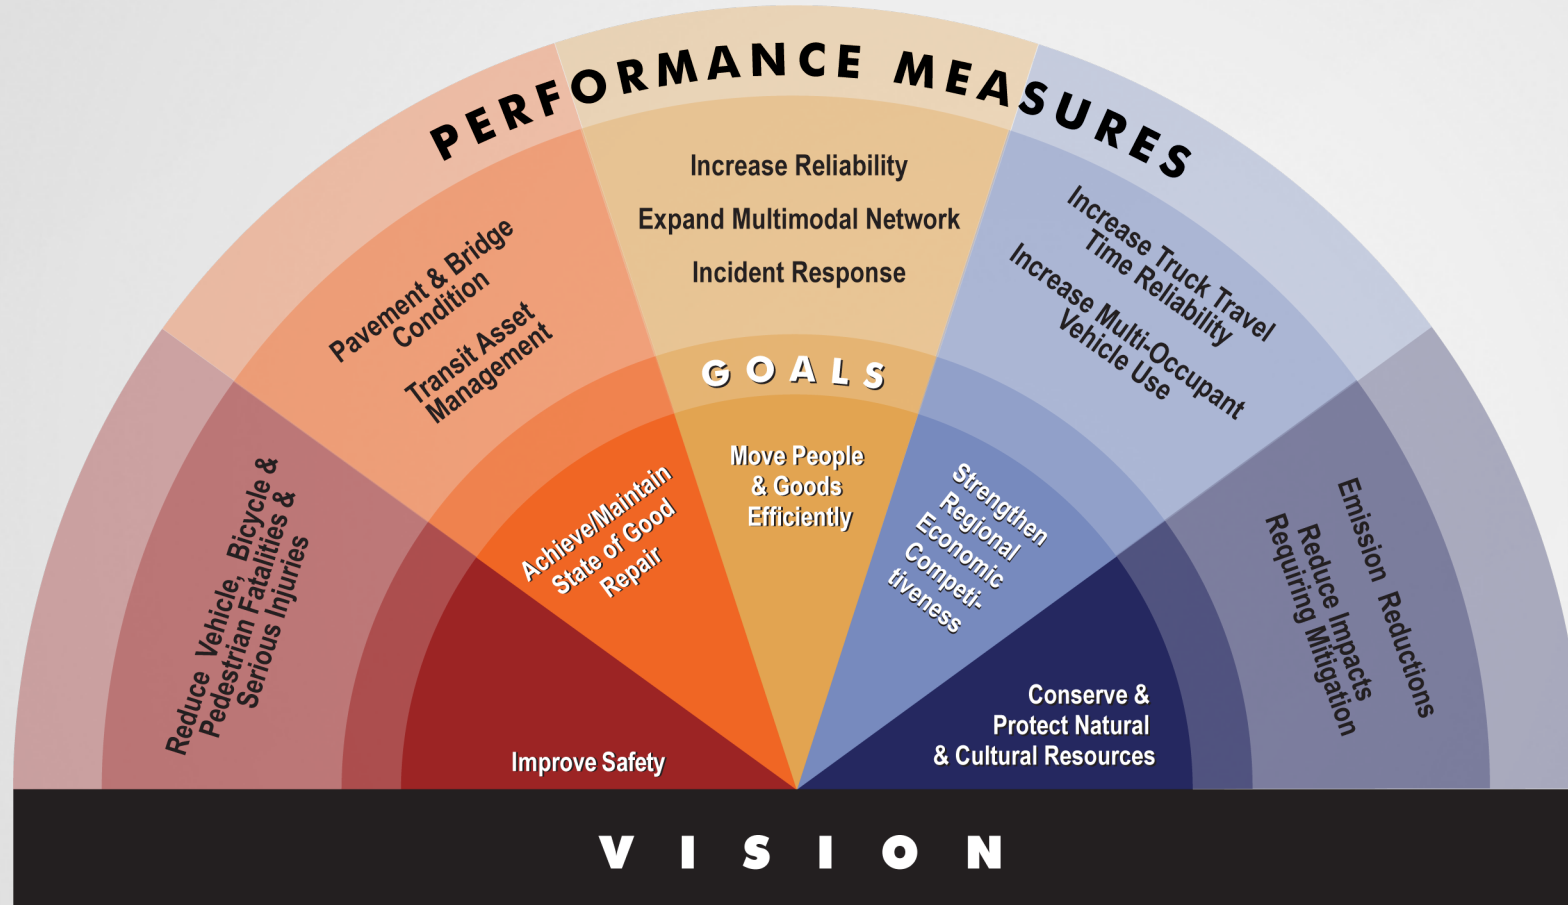 PERFORMANCE MEASURES
Reduce Vehicle, Bicycle &
Pedestrian Fatalities &
Serious Injuries
Pavement & Bridge
Condition
Transit Asset
Management
Increase Reliability
Expand Multimodal Network
Incident Response
Increase Truck Travel
Time Reliability
Increase Multi-Occupant
Vehicle Use
Emission Reductions
Reduce Impacts
Requiring Mitigation
GOALS
Improve Safety
Achieve/Maintain
State of Good
Repair
Move People
& Goods
Efficiently
Strengthen
Regional
Economic
Competi-
tiveness
Conserve &
Protect Natural
& Cultural Resources
VISION